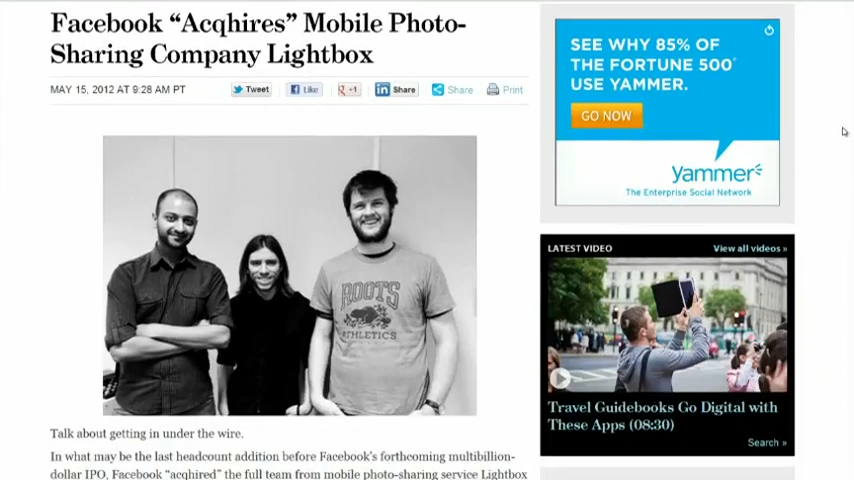 Facebook “Acqhires” Mobile Photo-
Sharing Company Lightbox
MAY 15, 2012 AT 9:28 AM PT
Tweet
Like
+1
Share
Share
Print
ROOTS
ATHLETICS
Talk about getting in under the wire.
In what may be the last headcount addition before Facebook's forthcoming multibillion-
dollar IPO, Facebook “acqhired” the full team from mobile photo-sharing service Lightbox
SEE WHY 85% OF
THE FORTUNE 500®
USE YAMMER.
GO NOW
yammer
The Enterprise Social Network
LATEST VIDEO
View all videos »
Travel Guidebooks Go Digital with
These Apps (08:30)
Search »